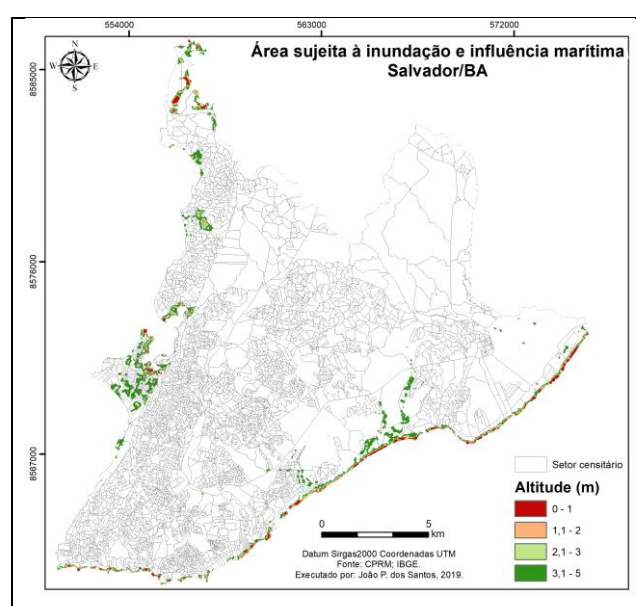 554000 563000 572000
Área sujeita à inundação e influência marítima
Salvador/BA
N
W E
S
8585000
8576000
8567000
Setor censitário
Altitude (m)
0 - 1
1,1 - 2
2,1 - 3
3,1 - 5
0 5
km
Datum Sirgas2000 Coordenadas UTM
Fonte: CPRM; IBGE.
Executado por: João P. dos Santos, 2019.